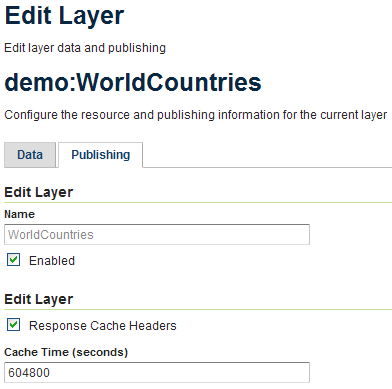 Edit Layer
Edit layer data and publishing
demo:WorldCountries
Configure the resource and publishing information for the current layer
Data Publishing
Edit Layer
Name
WorldCountries
Enabled
Edit Layer
Response Cache Headers
Cache Time (seconds)
604800